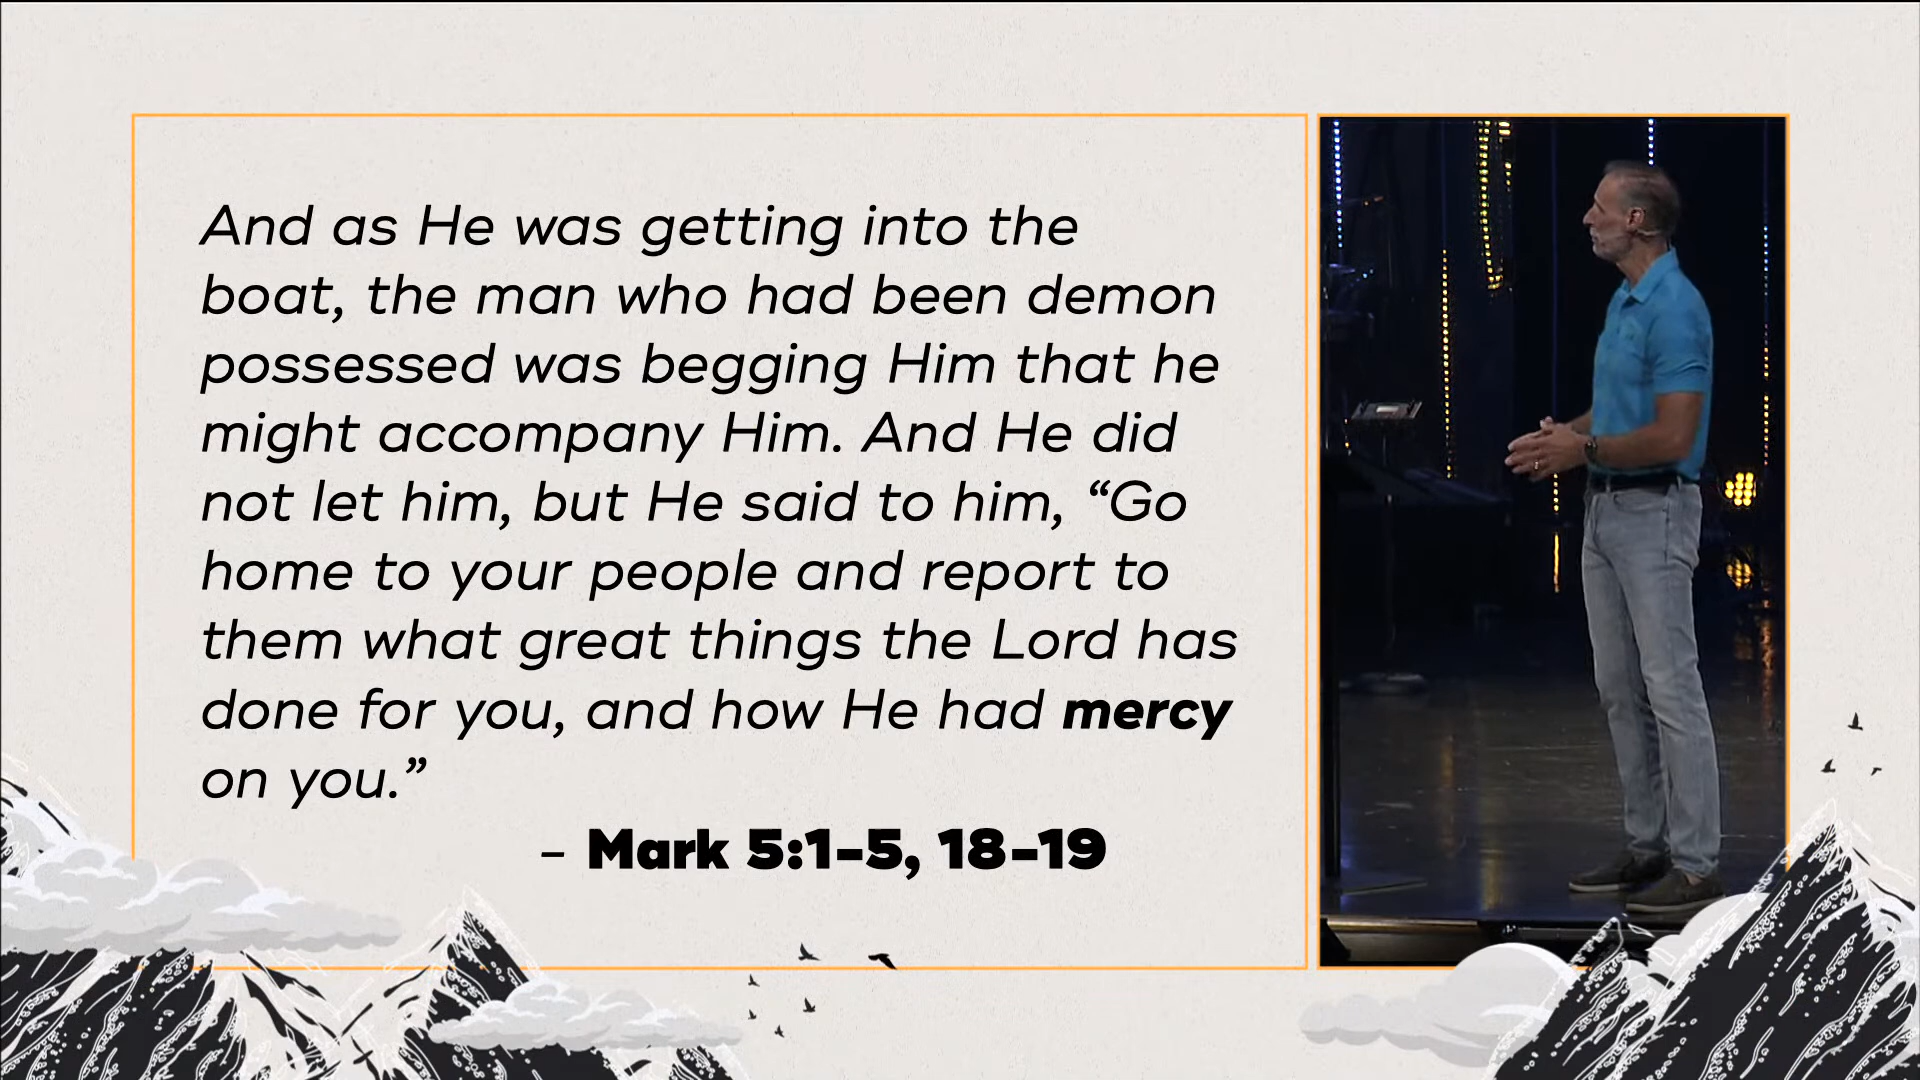 And as He was getting into the
boat, the man who had been demon
possessed was begging Him that he
might accompany Him. And He did
not let him, but He said to him, “Go
home to your people and report to
them what great things the Lord has
done for you, and how He had mercy
on you.”
– Mark 5:1-5, 18-19